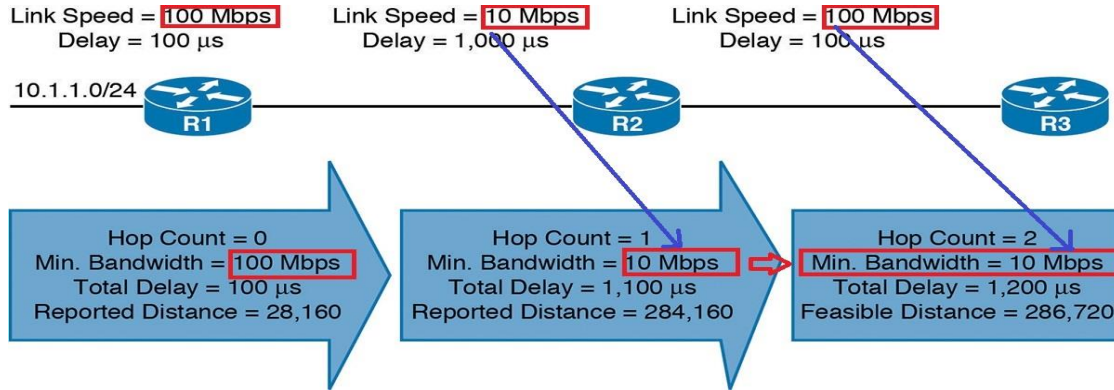 Link Speed = 100 Mbps
Delay = 100 µs
Link Speed = 10 Mbps
Delay = 1,000 µs
Link Speed = 100 Mbps
Delay = 100 µs
10.1.1.0/24
R1
R2
R3
Hop Count = 0
Min. Bandwidth = 100 Mbps
Total Delay = 100 µs
Reported Distance = 28,160
Hop Count = 1
Min. Bandwidth = 10 Mbps
Total Delay = 1,100 µs
Reported Distance = 284,160
Hop Count = 2
Min. Bandwidth = 10 Mbps
Total Delay = 1,200 µs
Feasible Distance = 286,720